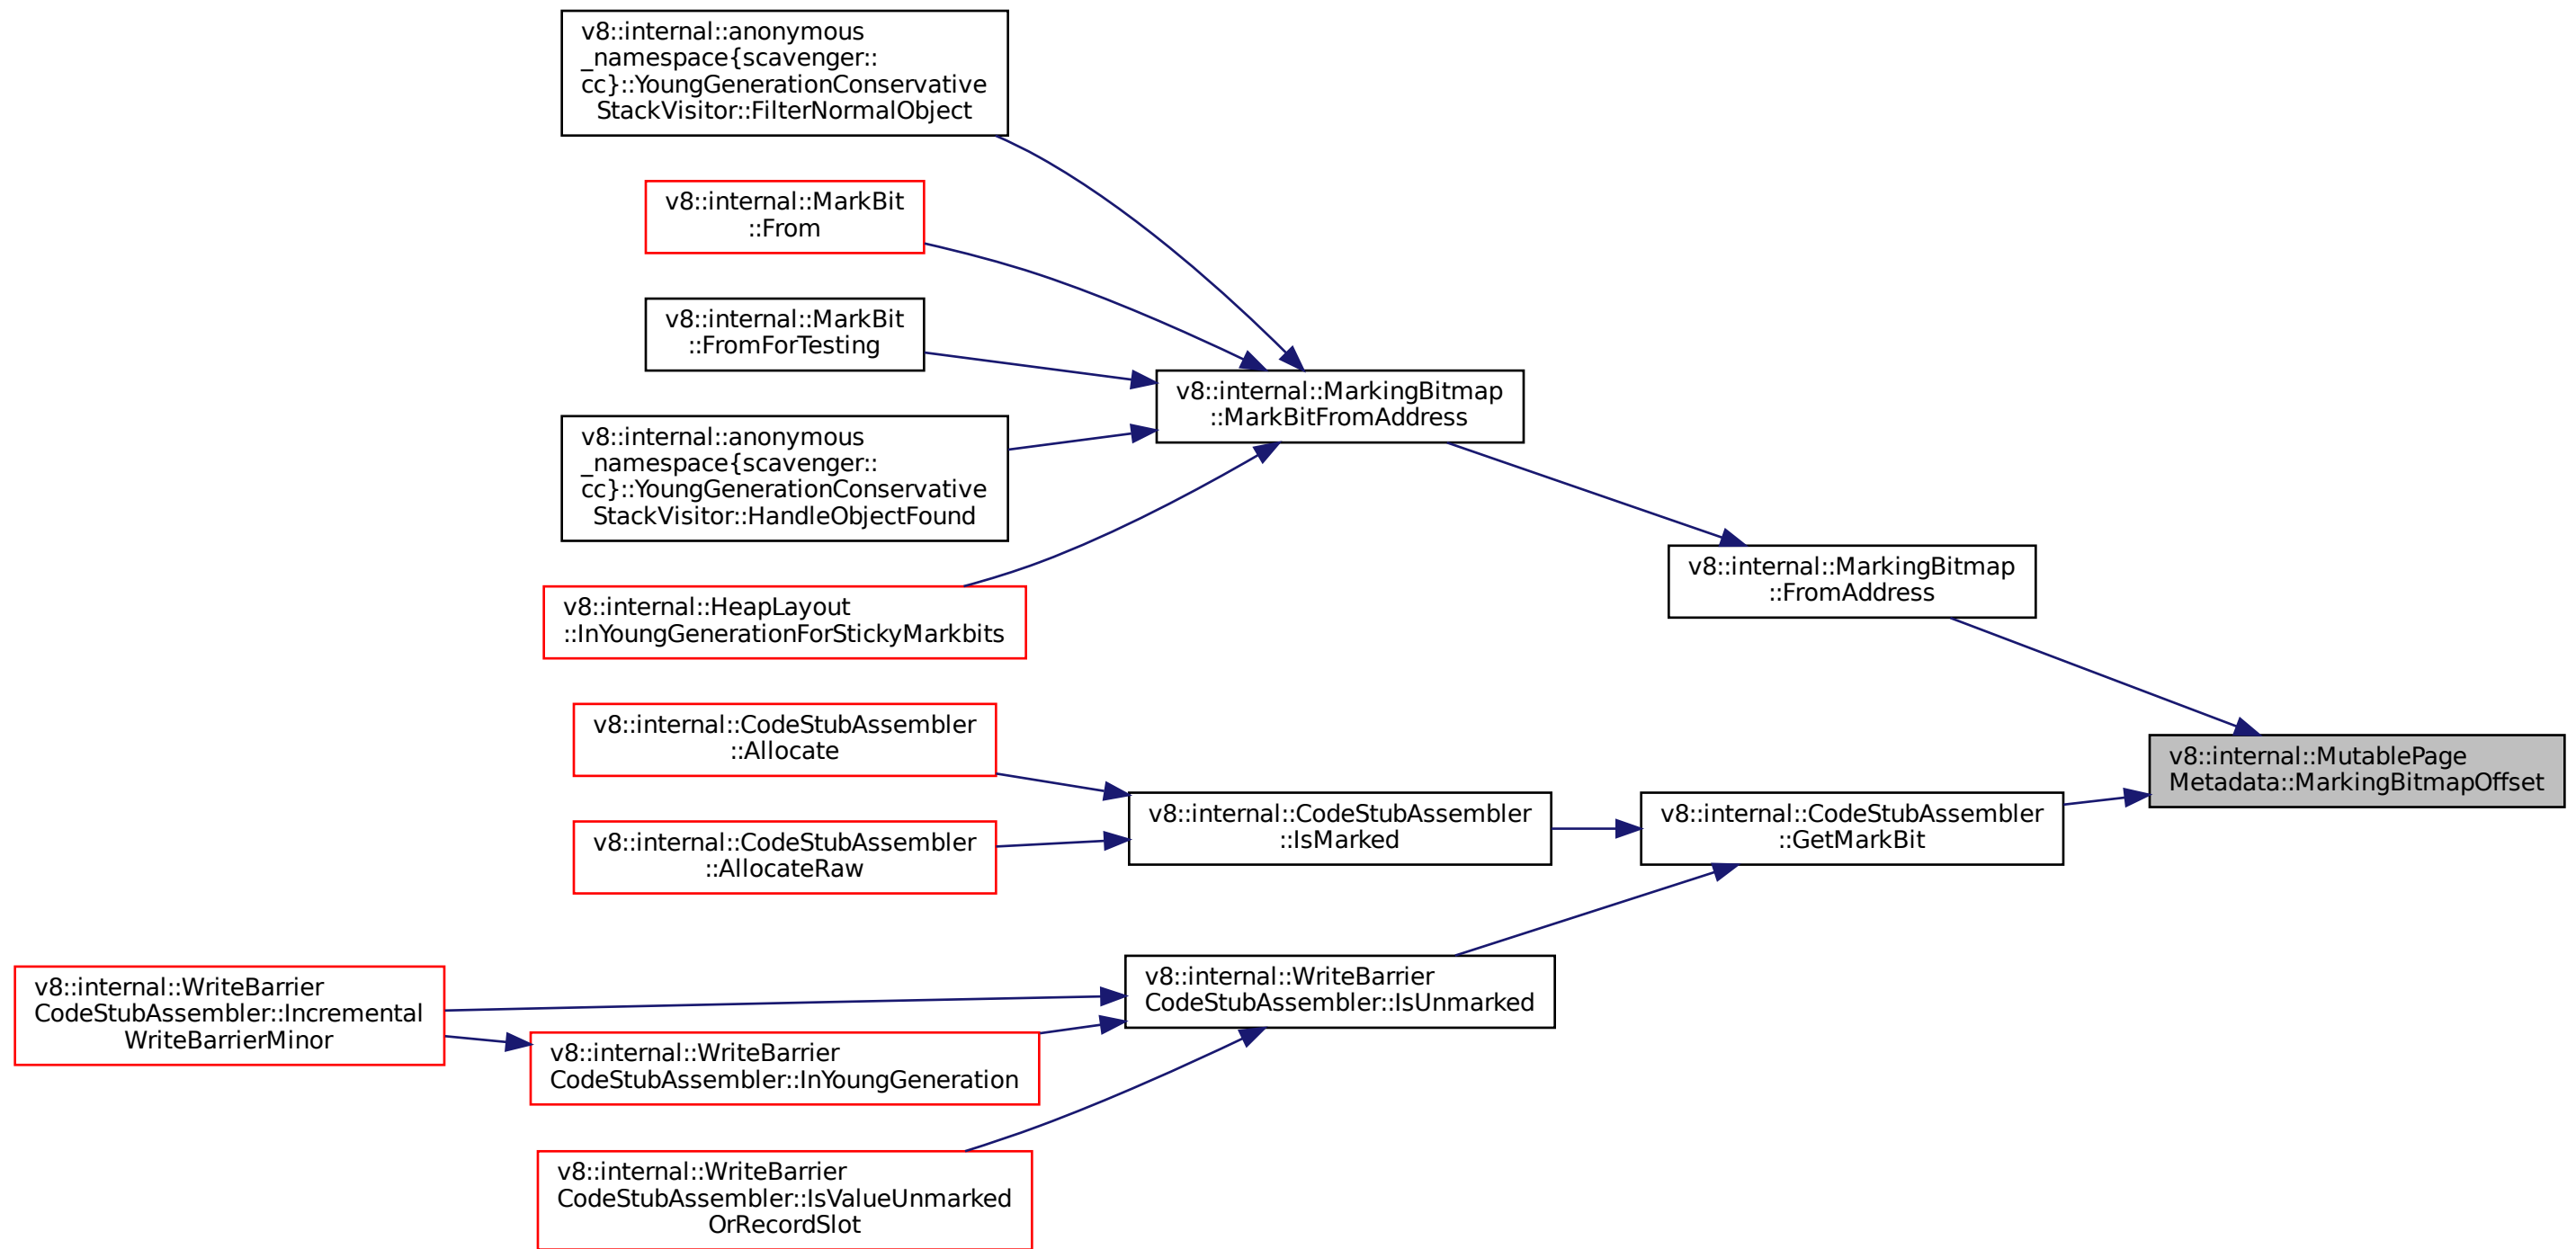 v8::internal::anonymous
_namespace{scavenger::
cc}::YoungGenerationConservative
StackVisitor::FilterNormalObject
v8::internal::MarkBit
::From
v8::internal::MarkBit
::FromForTesting
v8::internal::MarkingBitmap
::MarkBitFromAddress
v8::internal::anonymous
_namespace{scavenger::
cc}::YoungGenerationConservative
StackVisitor::HandleObjectFound
v8::internal::MarkingBitmap
::FromAddress
v8::internal::HeapLayout
::InYoungGenerationForStickyMarkbits
v8::internal::CodeStubAssembler
::Allocate
v8::internal::MutablePage
Metadata::MarkingBitmapOffset
v8::internal::CodeStubAssembler
::IsMarked
v8::internal::CodeStubAssembler
::GetMarkBit
v8::internal::CodeStubAssembler
::AllocateRaw
v8::internal::WriteBarrier
CodeStubAssembler::Incremental
WriteBarrierMinor
v8::internal::WriteBarrier
CodeStubAssembler::IsUnmarked
v8::internal::WriteBarrier
CodeStubAssembler::InYoungGeneration
v8::internal::WriteBarrier
CodeStubAssembler::IsValueUnmarked
OrRecordSlot